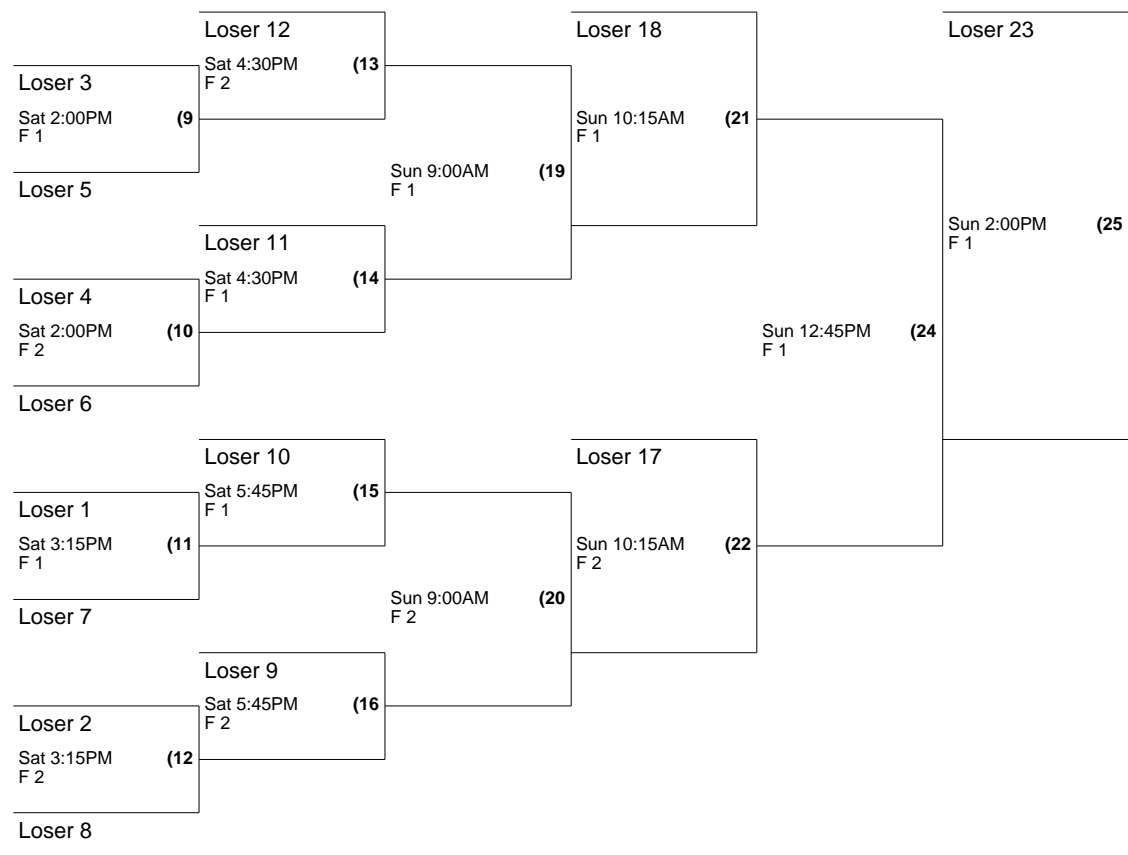 Loser 12
Loser 18
Loser 23
Sat 4:30PM (13
F 2
Loser 3
Sat 2:00PM (9
F 1
Sun 10:15AM (21
F 1
Sun 9:00AM (19
F 1
Loser 5
Sun 2:00PM (25
F 1
Loser 11
Sat 4:30PM (14
F 1
Loser 4
Sat 2:00PM (10
F 2
Sun 12:45PM (24
F 1
Loser 6
Loser 10
Loser 17
Sat 5:45PM (15
F 1
Loser 1
Sat 3:15PM (11
F 1
Sun 10:15AM (22
F 2
Sun 9:00AM (20
F 2
Loser 7
Loser 9
Sat 5:45PM (16
F 2
Loser 2
Sat 3:15PM (12
F 2
Loser 8